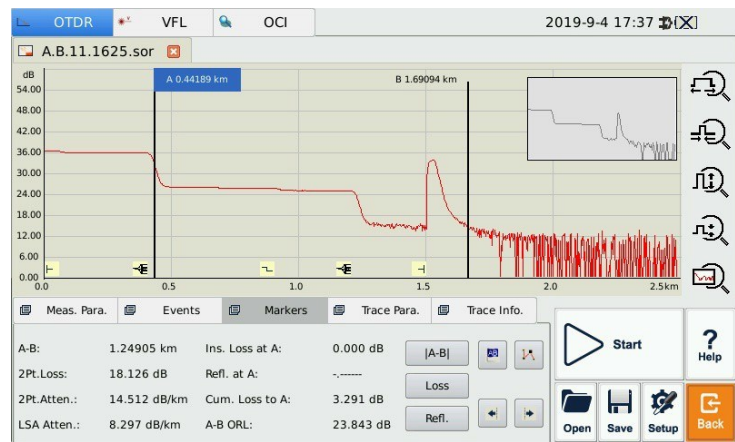 OTDR VFL OCI 2019-9-4 17:37
A.B.11.1625.sor
dB
A 0.44189 km B 1.69094 km
54.00
48.00
42.00
36.00
30.00
24.00
18.00
12.00
6.00
0.00
0.0 0.5 1.0 1.5 2.0 2.5km
Meas. Para. Events Markers Trace Para. Trace Info.
A-B: 1.24905 km Ins. Loss at A: 0.000 dB |A-B|
2Pt.Loss: 18.126 dB Refl. at A: -.------
Loss
2Pt.Atten.: 14.512 dB/km Cum. Loss to A: 3.291 dB
LSA Atten.: 8.297 dB/km A-B ORL: 23.843 dB Refl.
Start
?
Help
Open Save Setup Back